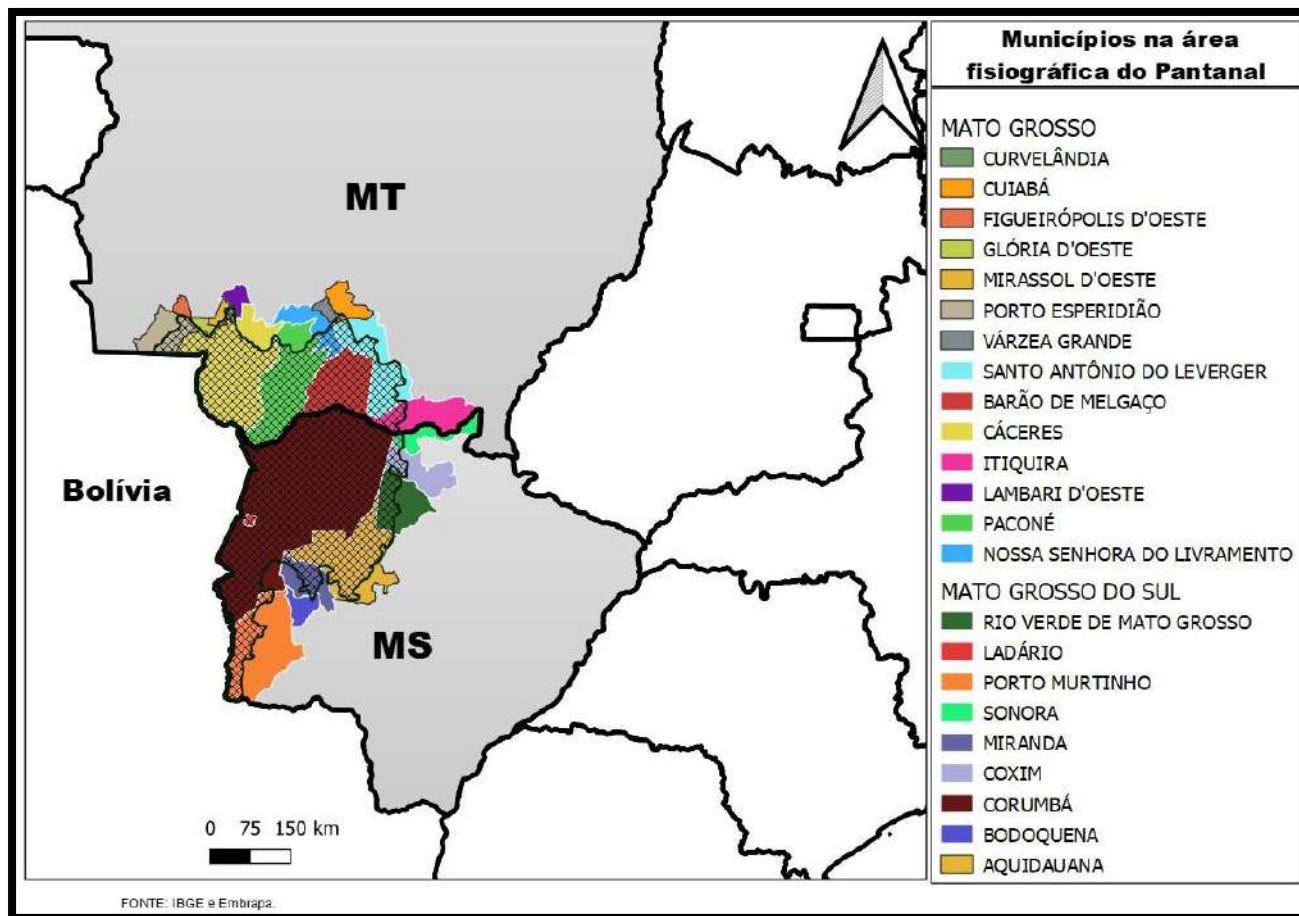 Municípios na área
fisiográfica do Pantanal
MATO GROSSO
CURVELÂNDIA
CUIABÁ
FIGUEIRÓPOLIS D'OESTE
GLÓRIA D'OESTE
MIRASSOL D'OESTE
PORTO ESPERIDIÃO
VÁRZEA GRANDE
SANTO ANTÔNIO DO LEVERGER
BARÃO DE MELGAÇO
CÁCERES
ITIQUIRA
LAMBARI D'OESTE
PACONÉ
NOSSA SENHORA DO LIVRAMENTO
MATO GROSSO DO SUL
RIO VERDE DE MATO GROSSO
LADÁRIO
PORTO MURTINHO
SONORA
MIRANDA
COXIM
CORUMBÁ
BODOQUENA
AQUIDAUANA
MT
Bolívia
MS
0 75 150 km
FONTE: IBGE e Embrapa.